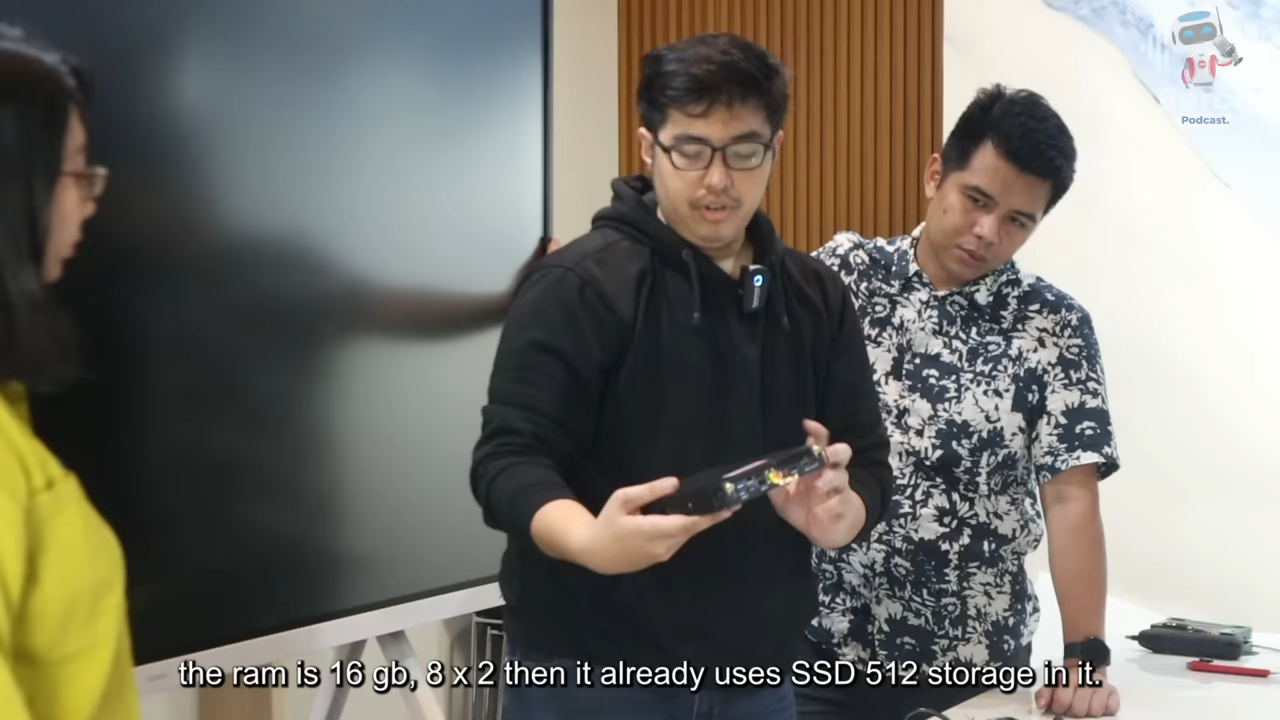 Podcast.
the ram is 16 gb, 8 x 2 then it already uses SSD 512 storage in it.